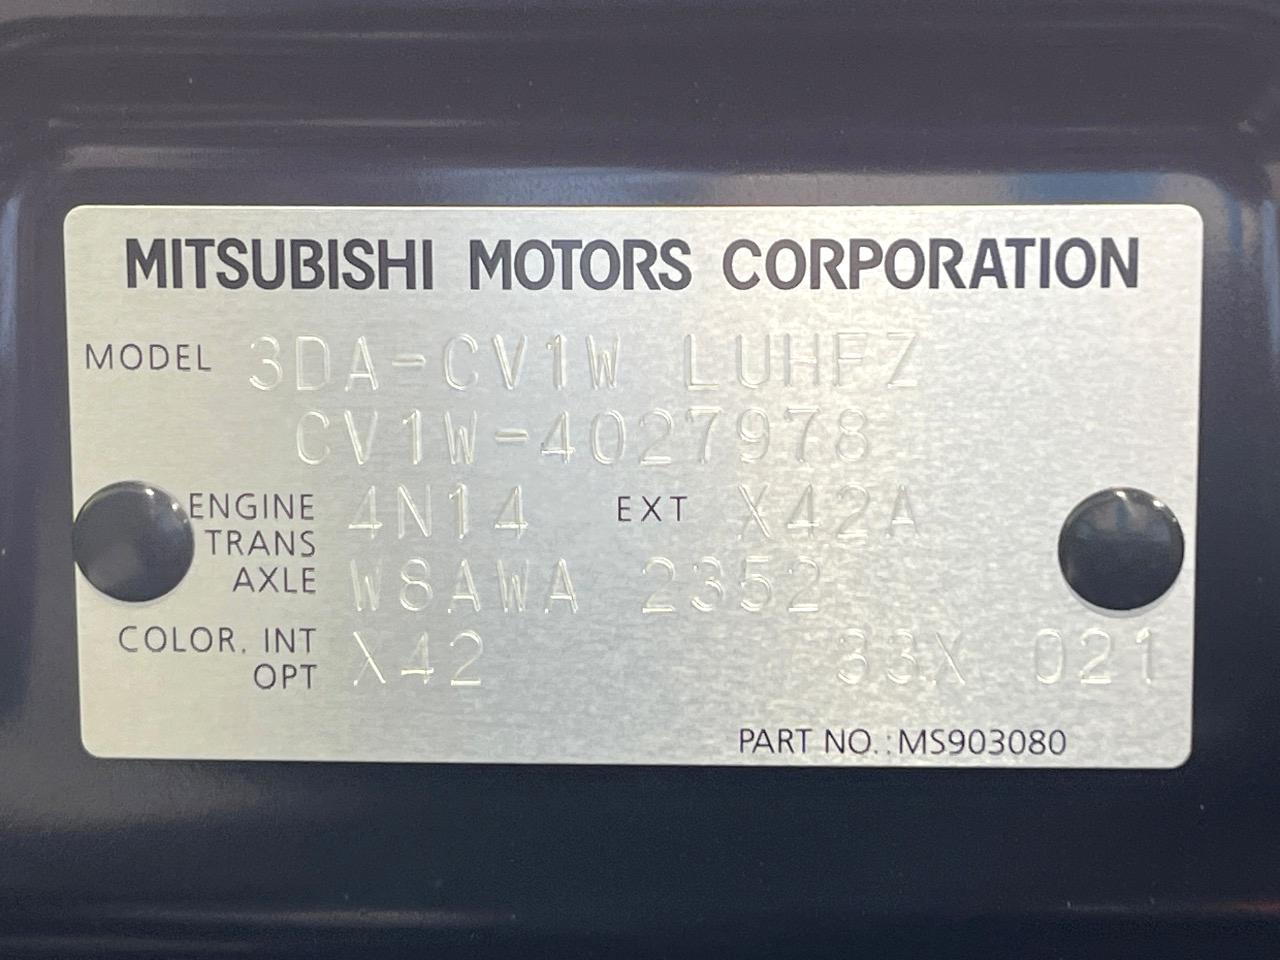 MITSUBISHI MOTORS CORPORATION
MODEL 3DA-CV1W LUHFZ
CV1W-4027978
ENGINE 4N14 EXT X42A
TRANS
AXLE W8AWA 2352
COLOR. INT
OPT X42 33X 021
PART NO.:MS903080